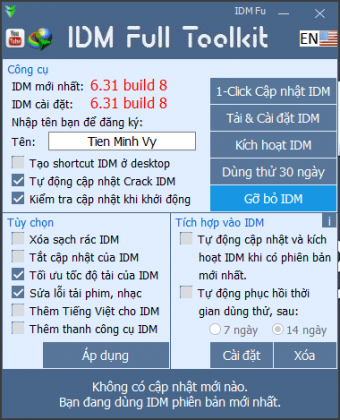 IDM Fu
You Tube
IDM Full Toolkit
EN
Công cụ
IDM mới nhất: 6.31 build 8
IDM cài đặt: 6.31 build 8
Nhập tên bạn để đăng ký:
Tên: Tien Minh Vy
Tạo shortcut IDM ở desktop
Tự động cập nhật Crack IDM
Kiểm tra cập nhật khi khởi động
1-Click Cập nhật IDM
Tải & Cài đặt IDM
Kích hoạt IDM
Dùng thử 30 ngày
Gỡ bỏ IDM
Tùy chọn
Xóa sạch rác IDM
Tắt cập nhật của IDM
Tối ưu tốc độ tải của IDM
Sửa lỗi tải phim, nhạc
Thêm Tiếng Việt cho IDM
Thêm thanh công cụ IDM
Áp dụng
Tích hợp vào IDM
i
Tự động cập nhật và kích
hoạt IDM khi có phiên bản
mới nhất.
Tự động phục hồi thời
gian dùng thử, sau:
7 ngày 14 ngày
Cài đặt Xóa
Không có cập nhật mới nào.
Bạn đang dùng IDM phiên bản mới nhất.